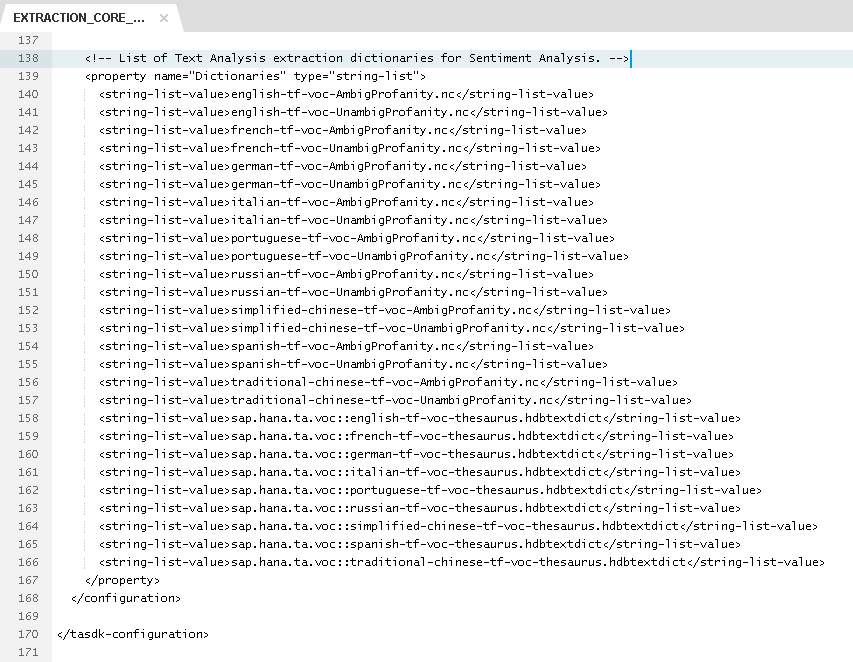 EXTRACTION_CORE_... ×
137
138 <!-- List of Text Analysis extraction dictionaries for Sentiment Analysis. -->
139 <property name="Dictionaries" type="string-list">
140 <string-list-value>english-tf-voc-AmbigProfanity.nc</string-list-value>
141 <string-list-value>english-tf-voc-UnambigProfanity.nc</string-list-value>
142 <string-list-value>french-tf-voc-AmbigProfanity.nc</string-list-value>
143 <string-list-value>french-tf-voc-UnambigProfanity.nc</string-list-value>
144 <string-list-value>german-tf-voc-AmbigProfanity.nc</string-list-value>
145 <string-list-value>german-tf-voc-UnambigProfanity.nc</string-list-value>
146 <string-list-value>italian-tf-voc-AmbigProfanity.nc</string-list-value>
147 <string-list-value>italian-tf-voc-UnambigProfanity.nc</string-list-value>
148 <string-list-value>portuguese-tf-voc-AmbigProfanity.nc</string-list-value>
149 <string-list-value>portuguese-tf-voc-UnambigProfanity.nc</string-list-value>
150 <string-list-value>russian-tf-voc-AmbigProfanity.nc</string-list-value>
151 <string-list-value>russian-tf-voc-UnambigProfanity.nc</string-list-value>
152 <string-list-value>simplified-chinese-tf-voc-AmbigProfanity.nc</string-list-value>
153 <string-list-value>simplified-chinese-tf-voc-UnambigProfanity.nc</string-list-value>
154 <string-list-value>spanish-tf-voc-AmbigProfanity.nc</string-list-value>
155 <string-list-value>spanish-tf-voc-UnambigProfanity.nc</string-list-value>
156 <string-list-value>traditional-chinese-tf-voc-AmbigProfanity.nc</string-list-value>
157 <string-list-value>traditional-chinese-tf-voc-UnambigProfanity.nc</string-list-value>
158 <string-list-value>sap.hana.ta.voc::english-tf-voc-thesaurus.hdbtextdict</string-list-value>
159 <string-list-value>sap.hana.ta.voc::french-tf-voc-thesaurus.hdbtextdict</string-list-value>
160 <string-list-value>sap.hana.ta.voc::german-tf-voc-thesaurus.hdbtextdict</string-list-value>
161 <string-list-value>sap.hana.ta.voc::italian-tf-voc-thesaurus.hdbtextdict</string-list-value>
162 <string-list-value>sap.hana.ta.voc::portuguese-tf-voc-thesaurus.hdbtextdict</string-list-value>
163 <string-list-value>sap.hana.ta.voc::russian-tf-voc-thesaurus.hdbtextdict</string-list-value>
164 <string-list-value>sap.hana.ta.voc::simplified-chinese-tf-voc-thesaurus.hdbtextdict</string-list-value>
165 <string-list-value>sap.hana.ta.voc::spanish-tf-voc-thesaurus.hdbtextdict</string-list-value>
166 <string-list-value>sap.hana.ta.voc::traditional-chinese-tf-voc-thesaurus.hdbtextdict</string-list-value>
167 </property>
168 </configuration>
169
170 </tasdk-configuration>
171